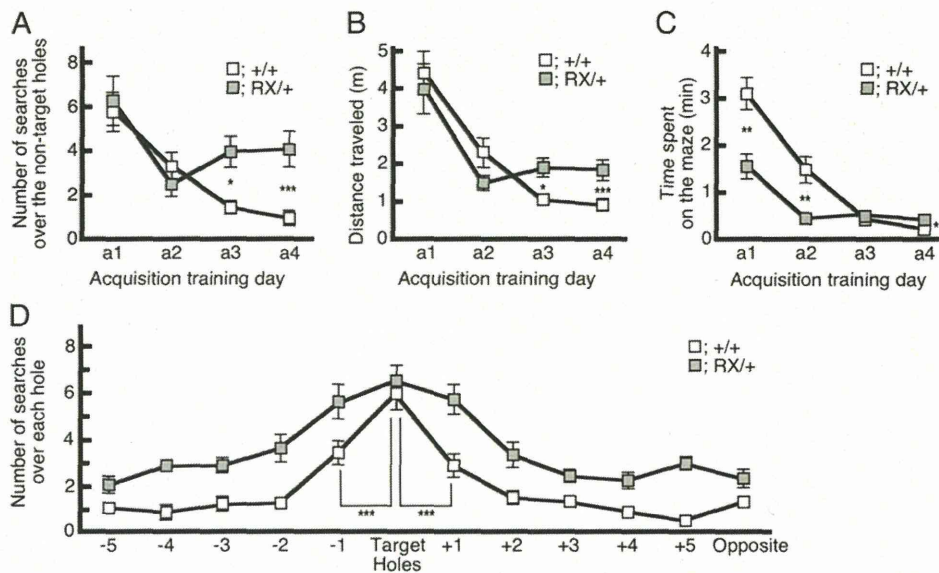 A
Number of searches
over the non-target holes
8
6
4
2
0
□; +/+
■; RX/+
*
***
a1 a2 a3 a4
Acquisition training day
B
Distance traveled (m)
5
4
3
2
1
0
□; +/+
■; RX/+
*
***
a1 a2 a3 a4
Acquisition training day
C
Time spent
on the maze (min)
4
3
2
1
0
□; +/+
■; RX/+
**
**
*
a1 a2 a3 a4
Acquisition training day
D
Number of searches
over each hole
8
6
4
2
0
□; +/+
■; RX/+
*** ***
-5 -4 -3 -2 -1 Target +1 +2 +3 +4 +5 Opposite
Holes